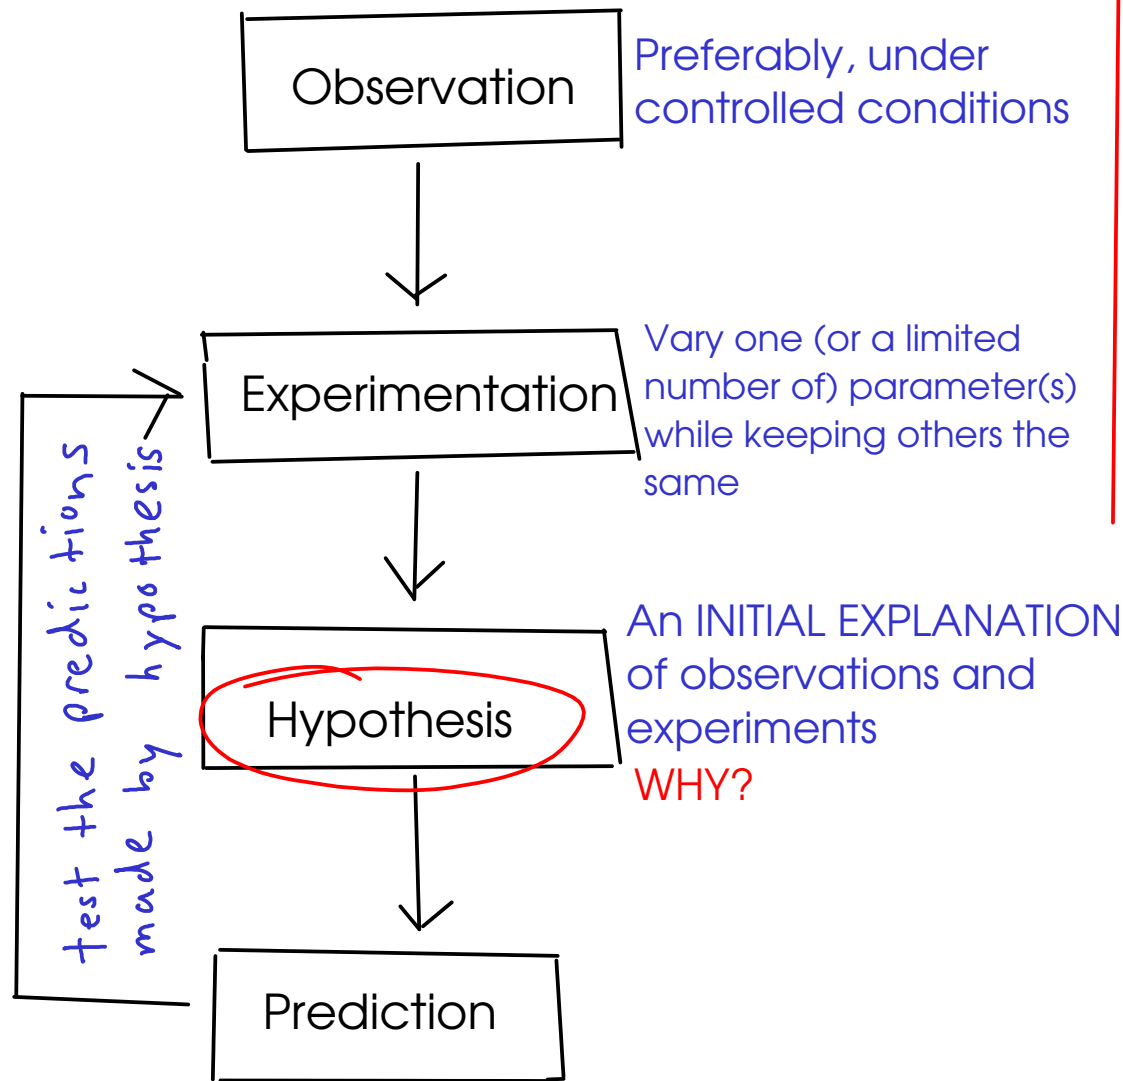 Observation
Preferably, under
controlled conditions
Experimentation
Vary one (or a limited
number of) parameter(s)
while keeping others the
same
test the predictions
made by hypothesis
Hypothesis
An INITIAL EXPLANATION
of observations and
experiments
WHY?
Prediction